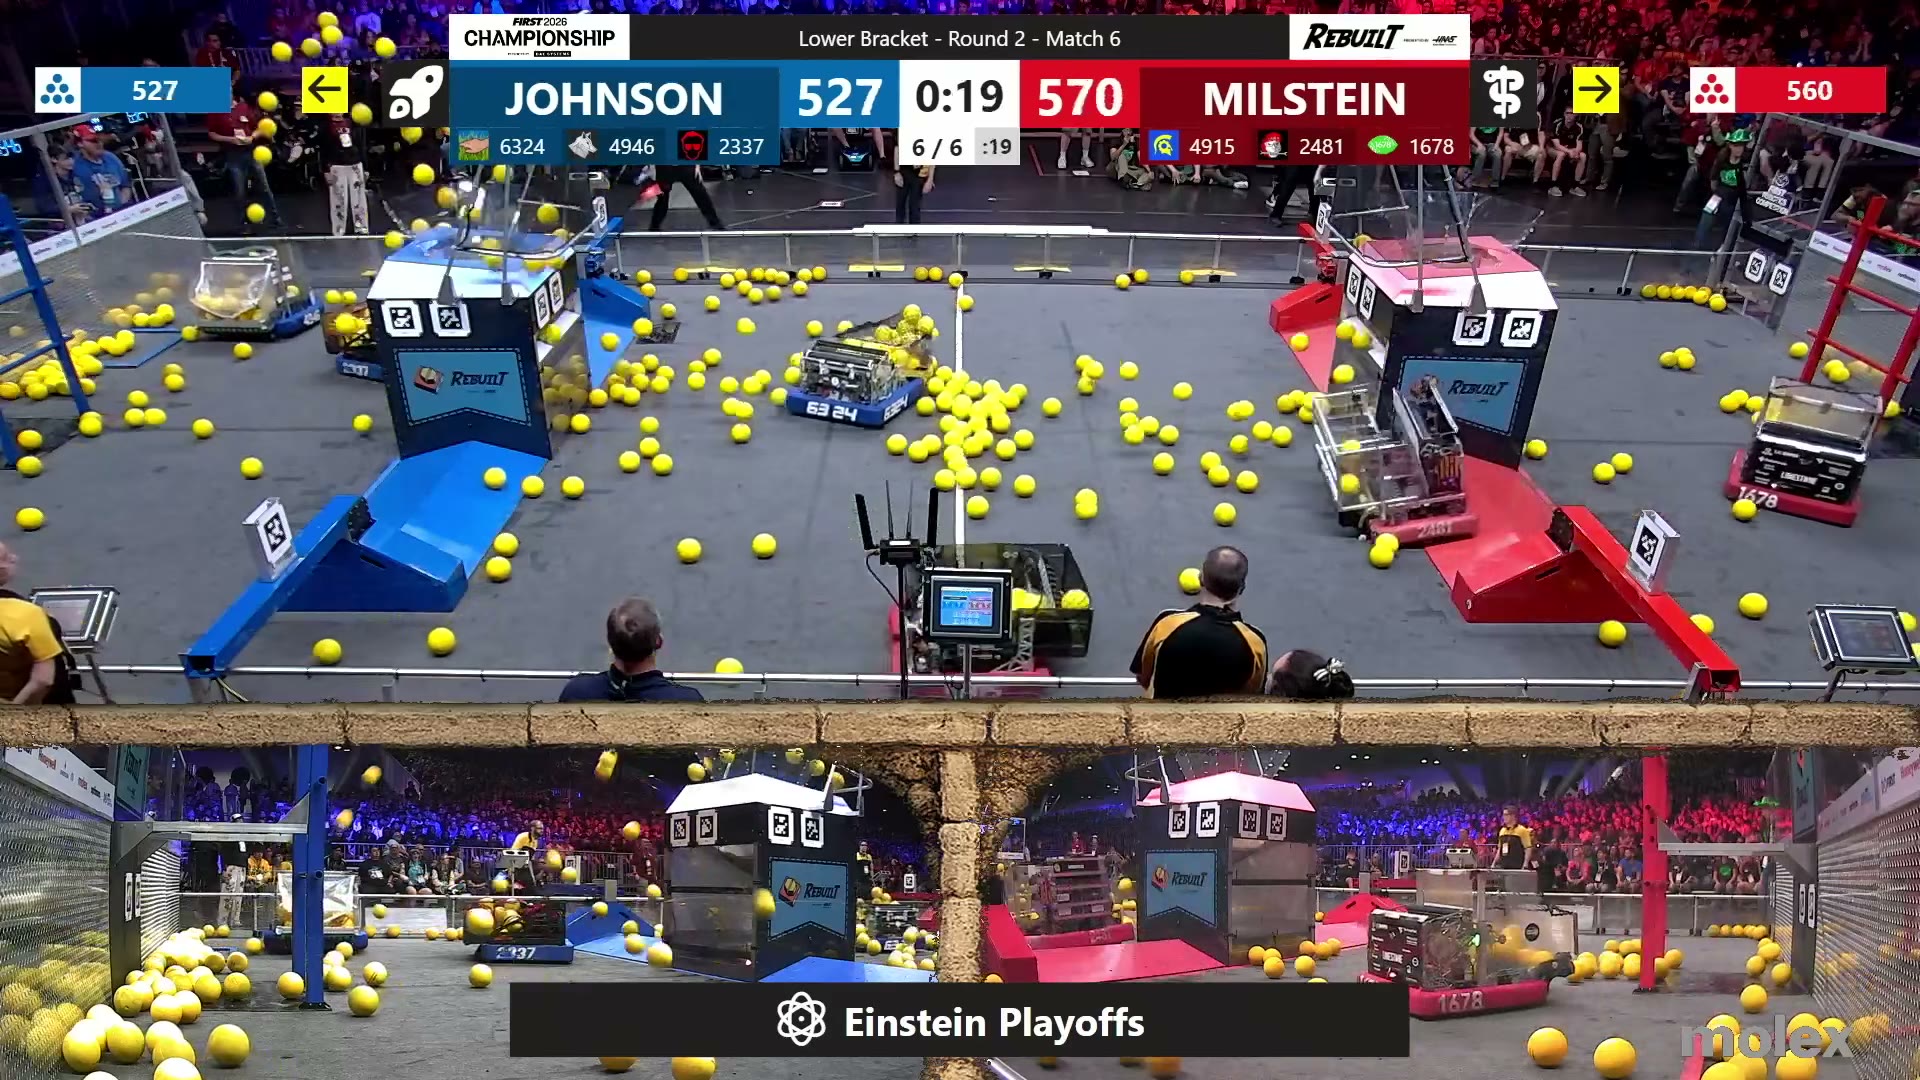 FIRST 2026
CHAMPIONSHIP
Lower Bracket - Round 2 - Match 6
REBUILT
527
JOHNSON
527
0:19
570
MILSTEIN
560
6324
4946
2337
6 / 6
:19
4915
2481
1678
REBUILT
REBUILT
63 24
6324
2481
1678
REBUILT
REBUILT
2337
1678
Einstein Playoffs
molex